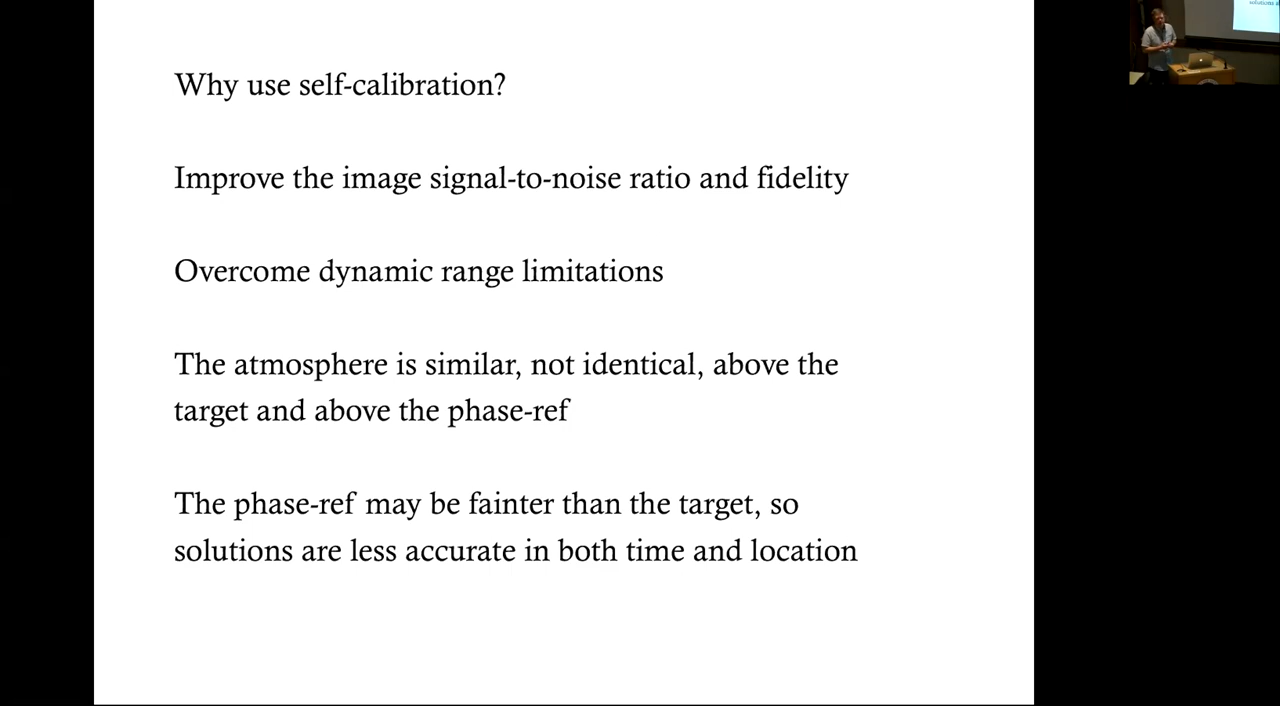 Why use self-calibration?
Improve the image signal-to-noise ratio and fidelity
Overcome dynamic range limitations
The atmosphere is similar, not identical, above the
target and above the phase-ref
The phase-ref may be fainter than the target, so
solutions are less accurate in both time and location